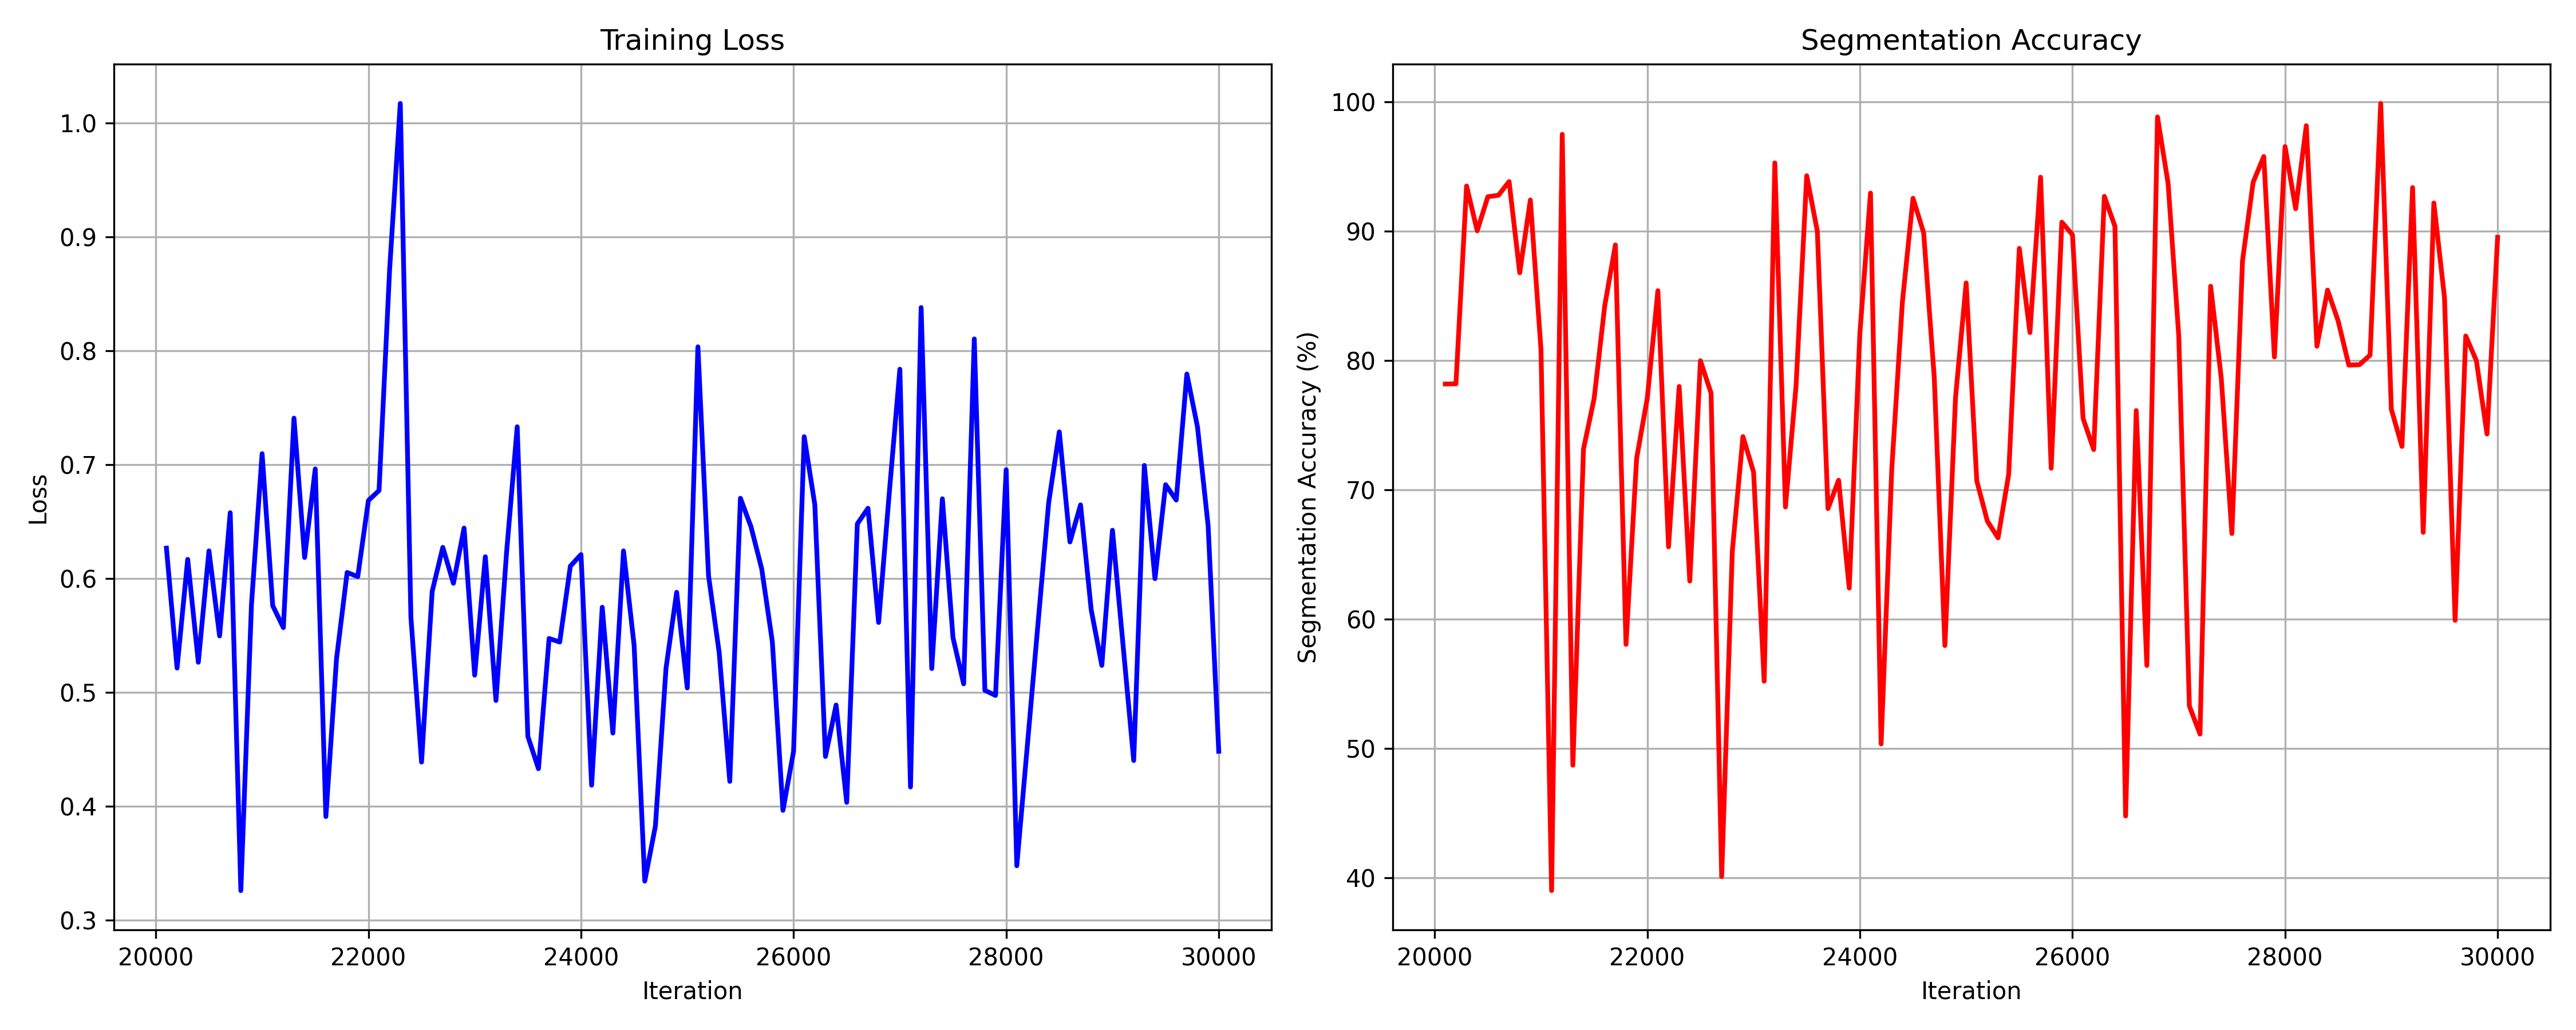 Training Loss
1.0
0.9
0.8
0.7
0.6
0.5
0.4
0.3
Loss
20000 22000 24000 26000 28000 30000
Iteration
Segmentation Accuracy
100
90
80
70
60
50
40
Segmentation Accuracy (%)
20000 22000 24000 26000 28000 30000
Iteration